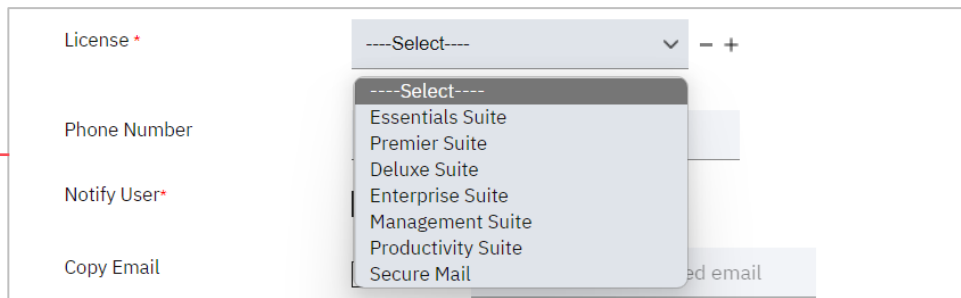 License *
----Select---- − +
----Select----
Essentials Suite
Phone Number
Premier Suite
Deluxe Suite
Notify User*
Enterprise Suite
Management Suite
Productivity Suite
Copy Email
Secure Mail
email